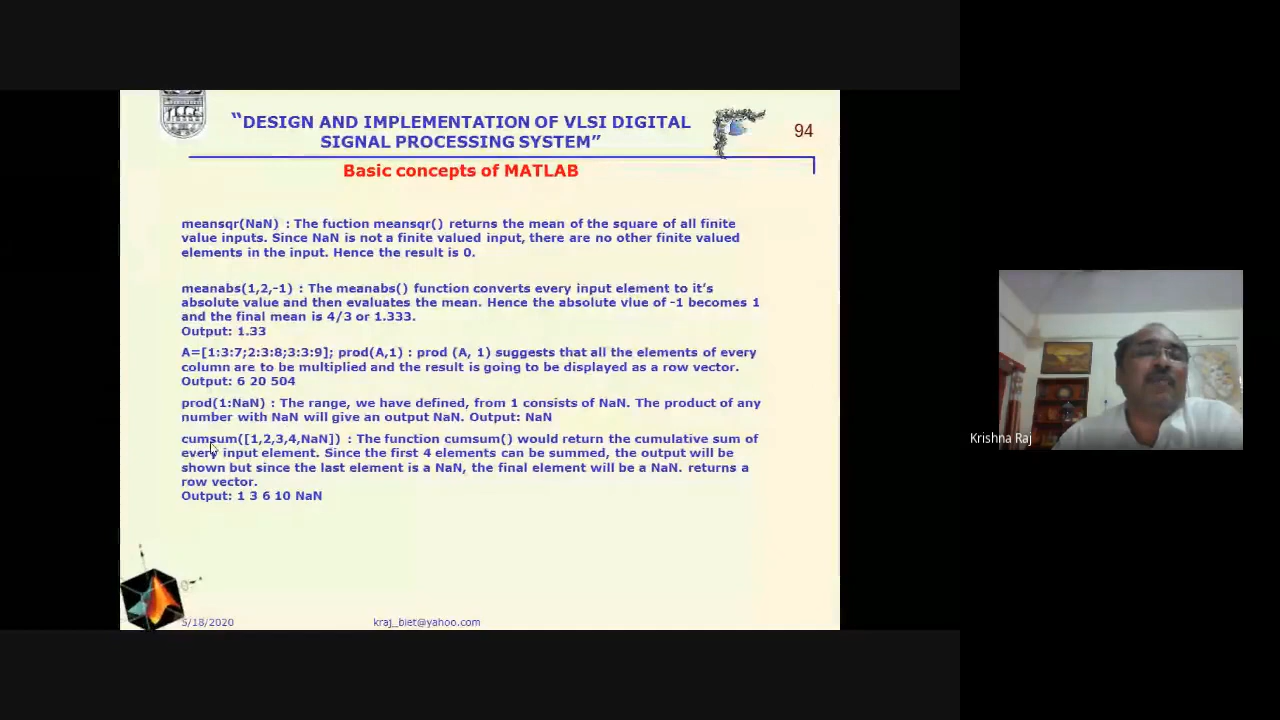 “DESIGN AND IMPLEMENTATION OF VLSI DIGITAL
SIGNAL PROCESSING SYSTEM”
94
Basic concepts of MATLAB
meansqr(NaN) : The fuction meansqr() returns the mean of the square of all finite
value inputs. Since NaN is not a finite valued input, there are no other finite valued
elements in the input. Hence the result is 0.
meanabs(1,2,-1) : The meanabs() function converts every input element to it’s
absolute value and then evaluates the mean. Hence the absolute vlue of -1 becomes 1
and the final mean is 4/3 or 1.333.
Output: 1.33
A=[1:3:7;2:3:8;3:3:9]; prod(A,1) : prod (A, 1) suggests that all the elements of every
column are to be multiplied and the result is going to be displayed as a row vector.
Output: 6 20 504
prod(1:NaN) : The range, we have defined, from 1 consists of NaN. The product of any
number with NaN will give an output NaN. Output: NaN
cumsum([1,2,3,4,NaN]) : The function cumsum() would return the cumulative sum of
every input element. Since the first 4 elements can be summed, the output will be
shown but since the last element is a NaN, the final element will be a NaN. returns a
row vector.
Output: 1 3 6 10 NaN
5/18/2020
kraj_biet@yahoo.com
Krishna Raj